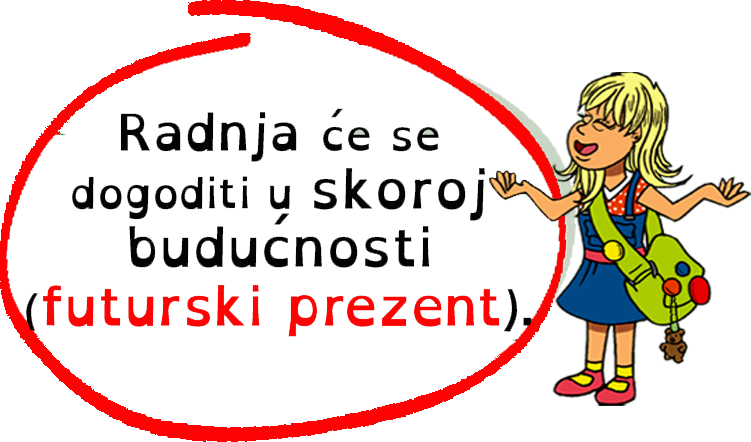 Radnja će se
dogoditi u skoroj
budućnosti
(futurski prezent).